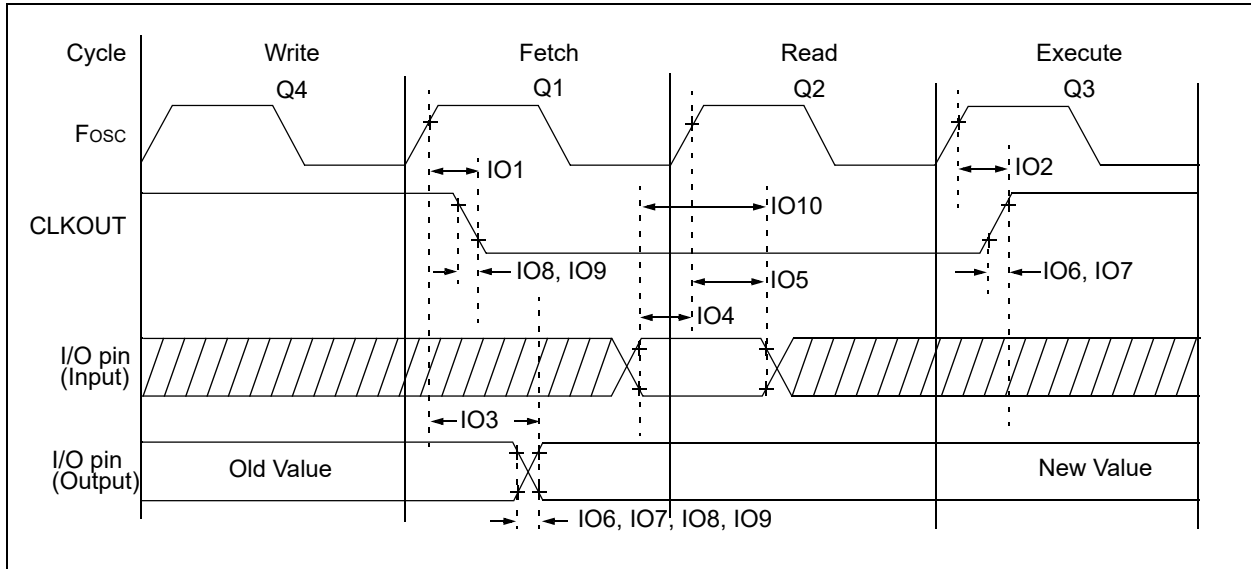 Cycle Write Fetch Read Execute
Q4 Q1 Q2 Q3
Fosc
IO1 IO2
IO10
CLKOUT
IO8, IO9 IO6, IO7
IO5
IO4
I/O pin
(Input)
IO3
I/O pin
(Output)
Old Value New Value
IO6, IO7, IO8, IO9